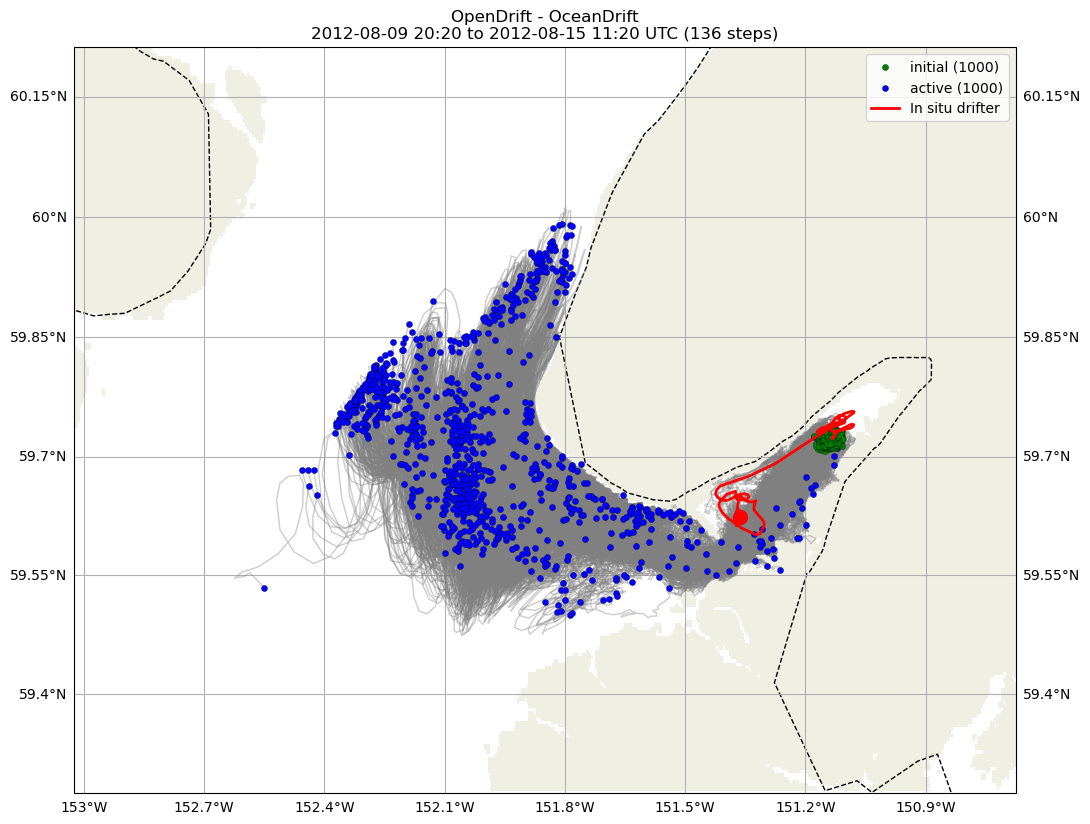 OpenDrift - OceanDrift
2012-08-09 20:20 to 2012-08-15 11:20 UTC (136 steps)
initial (1000)
active (1000)
In situ drifter
60.15°N
60.15°N
60°N
60°N
59.85°N
59.85°N
59.7°N
59.7°N
59.55°N
59.55°N
59.4°N
59.4°N
153°W
152.7°W
152.4°W
152.1°W
151.8°W
151.5°W
151.2°W
150.9°W